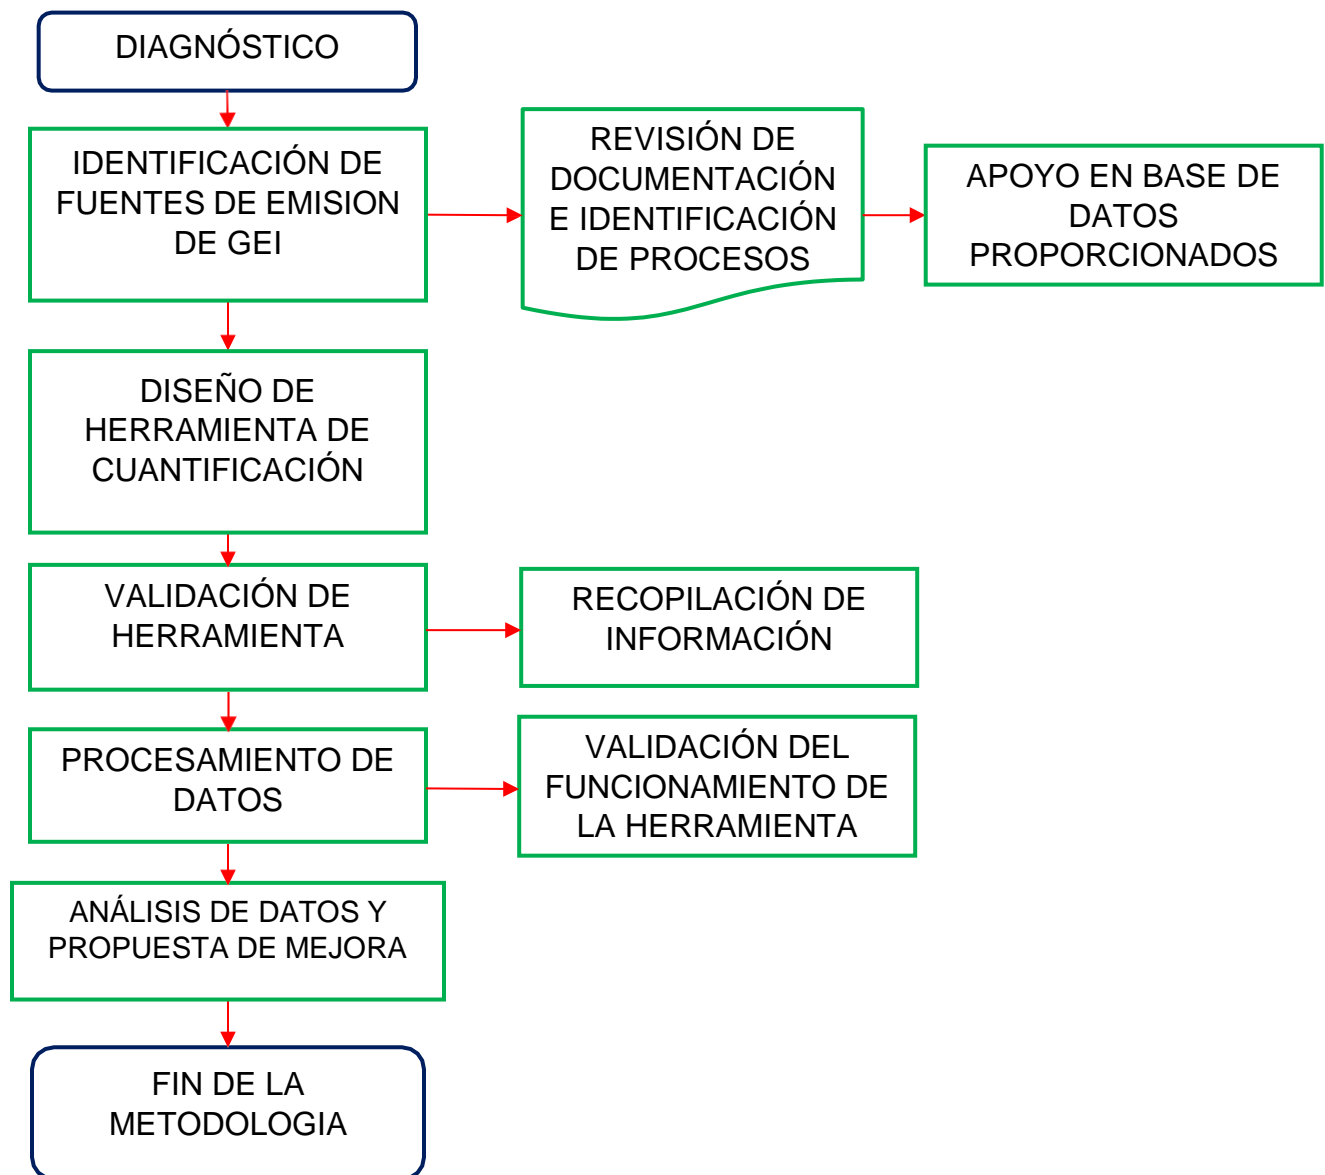 DIAGNÓSTICO
IDENTIFICACIÓN DE
FUENTES DE EMISION
DE GEI
REVISIÓN DE
DOCUMENTACIÓN
E IDENTIFICACIÓN
DE PROCESOS
APOYO EN BASE DE
DATOS
PROPORCIONADOS
DISEÑO DE
HERRAMIENTA DE
CUANTIFICACIÓN
VALIDACIÓN DE
HERRAMIENTA
RECOPILACIÓN DE
INFORMACIÓN
PROCESAMIENTO DE
DATOS
VALIDACIÓN DEL
FUNCIONAMIENTO DE
LA HERRAMIENTA
ANÁLISIS DE DATOS Y
PROPUESTA DE MEJORA
FIN DE LA
METODOLOGIA